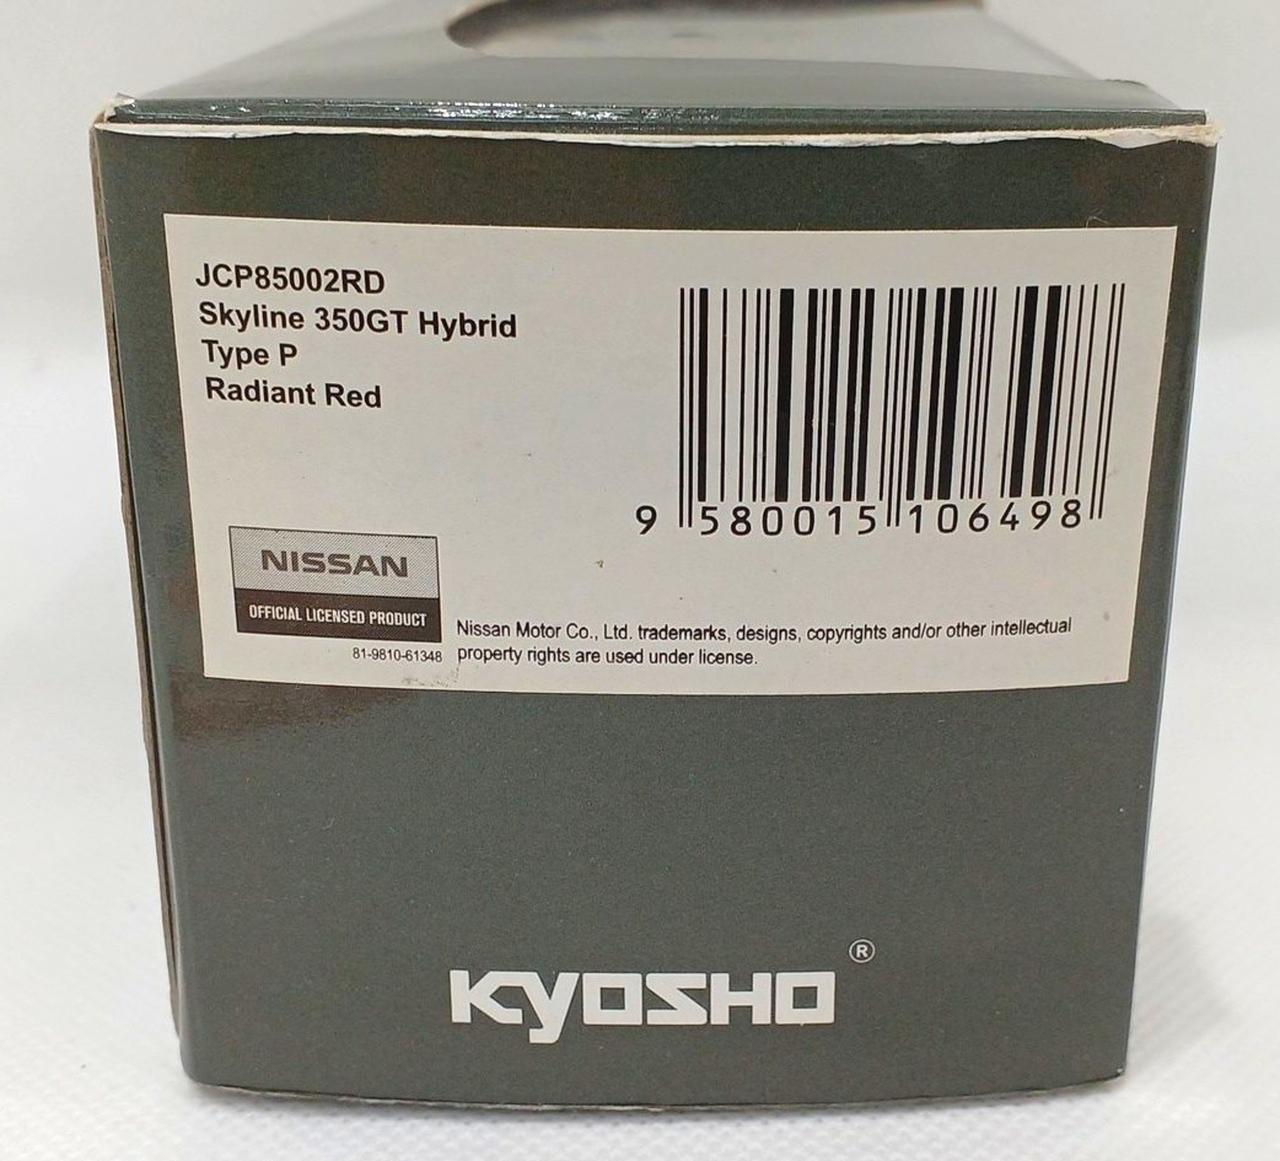 JCP85002RD
Skyline 350GT Hybrid
Type P
Radiant Red
9 580015 106498
NISSAN
OFFICIAL LICENSED PRODUCT
81-9810-61348
Nissan Motor Co., Ltd. trademarks, designs, copyrights and/or other intellectual
property rights are used under license.
KYOSHO®